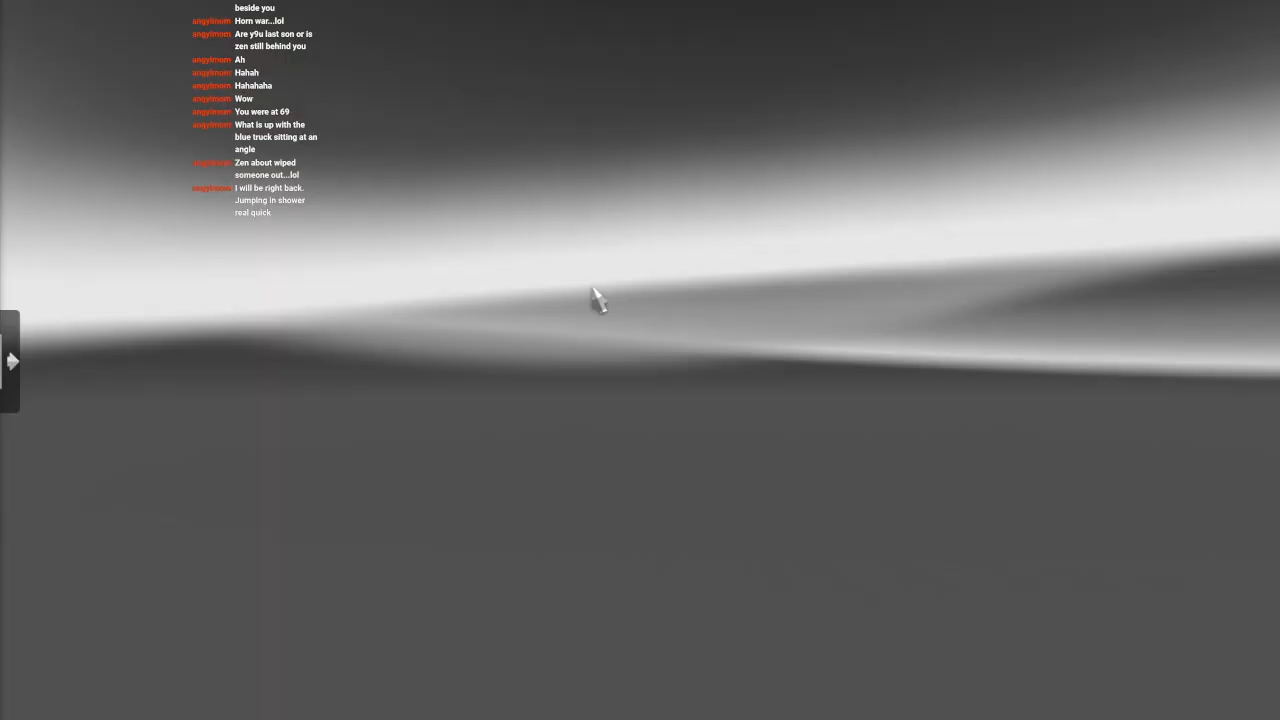 beside you
angylmom Horn war...lol
angylmom Are y9u last son or is
zen still behind you
angylmom Ah
angylmom Hahah
angylmom Hahahaha
angylmom Wow
angylmom You were at 69
angylmom What is up with the
blue truck sitting at an
angle
angylmom Zen about wiped
someone out...lol
angylmom I will be right back.
Jumping in shower
real quick